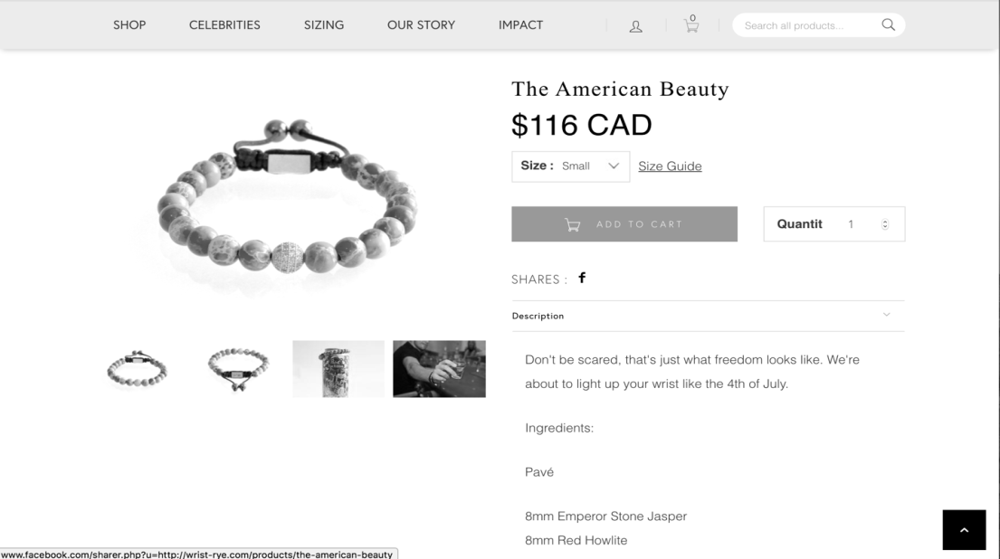 SHOP CELEBRITIES SIZING OUR STORY IMPACT 0 Search all products...
The American Beauty
$116 CAD
Size : Small Size Guide
ADD TO CART Quantit 1
SHARES :
Description
Don't be scared, that's just what freedom looks like. We're
about to light up your wrist like the 4th of July.
Ingredients:
Pavé
8mm Emperor Stone Jasper
8mm Red Howlite
www.facebook.com/sharer.php?u=http://wrist-rye.com/products/the-american-beauty